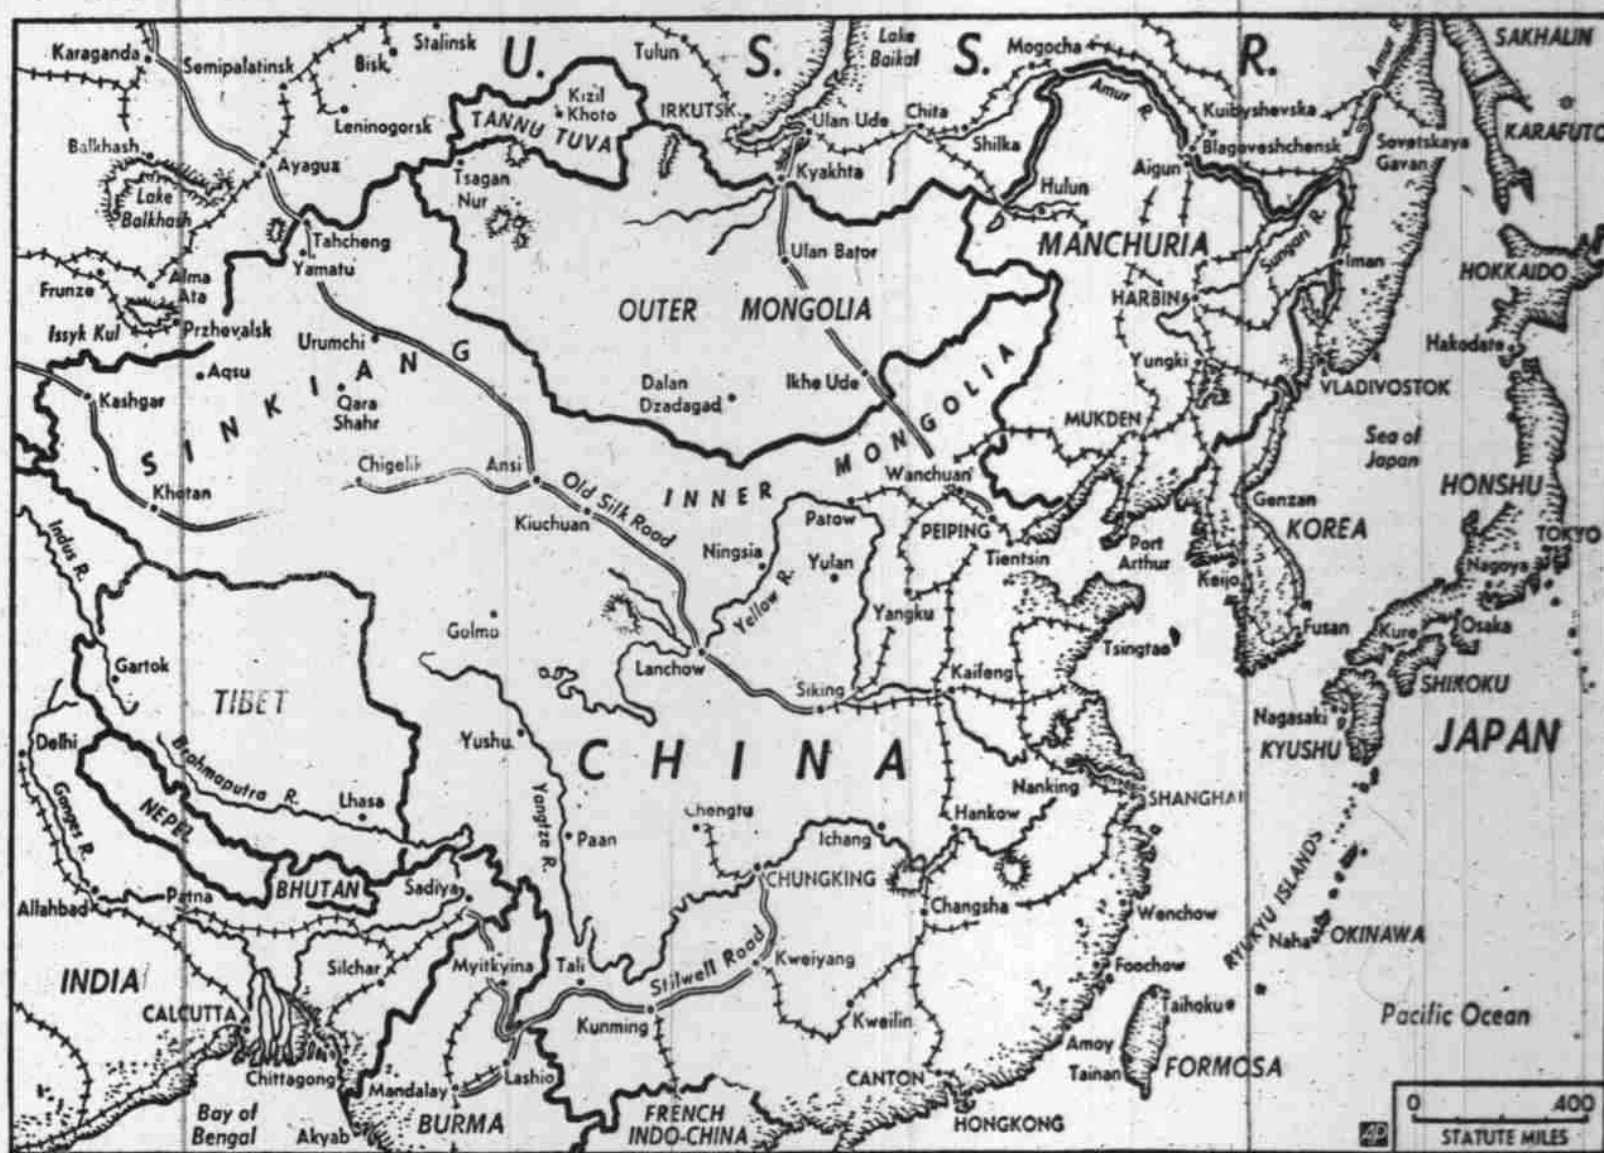 U. S. S. R.
Karaganda
Semipalatinsk
Stalinsk
Bisk
Leninogorsk
Balkhash
Lake
Balkhash
Ayaguz
Tulun
Lake
Baikal
Kizil
Khoto
TANNU TUVA
IRKUTSK
Ulan Ude
Kyakhta
Chita
Shilka
Mogocha
Amur R.
Kuibyshevska
Blagoveshchensk
Aigun
Hulun
Amur R.
Sovetskaya
Gavan
SAKHALIN
KARAFUTO
Tsagan
Nur
Tahcheng
Yamatu
Alma
Ata
Frunze
Issyk Kul
Przhevalsk
Ulan Bator
OUTER MONGOLIA
MANCHURIA
Sungari R.
Iman
HARBIN
HOKKAIDO
Hakodate
Urumchi
Aqsu
Kashgar
SINKIANG
Qara
Shahr
Dalan
Dzadagad
Ikhe Ude
Yungki
VLADIVOSTOK
MUKDEN
Sea of
Japan
Khotan
Chigelik
Ansi
Old Silk Road
Kiuchuan
INNER MONGOLIA
Wanchuan
Patow
PEIPING
Tientsin
Port
Arthur
Genzan
KOREA
Keijo
HONSHU
TOKYO
Nagoya
Indus R.
Ningsia
Yulan
Yellow R.
Yangku
Golmo
Lanchow
Siking
Kaifeng
Tsingtao
Fusan
Kure
Osaka
SHIKOKU
Gartok
TIBET
Nagasaki
KYUSHU
JAPAN
Delhi
Brahmaputra R.
Lhasa
Yushu
CHINA
Nanking
SHANGHAI
Ganges R.
NEPEL
Yangtze R.
Paan
Chengtu
Ichang
Hankow
BHUTAN
Sadiya
CHUNGKING
Changsha
Wenchow
RYUKYU ISLANDS
Naha
OKINAWA
Allahbad
Patna
INDIA
Silchar
Myitkyina
Tali
Stilwell Road
Kweiyang
Foochow
CALCUTTA
Kunming
Kweilin
Taihoku
Pacific Ocean
Amoy
Tainan
FORMOSA
Chittagong
Mandalay
Lashio
CANTON
Bay of
Bengal
Akyab
BURMA
FRENCH
INDO-CHINA
HONGKONG
AP
0 400
STATUTE MILES